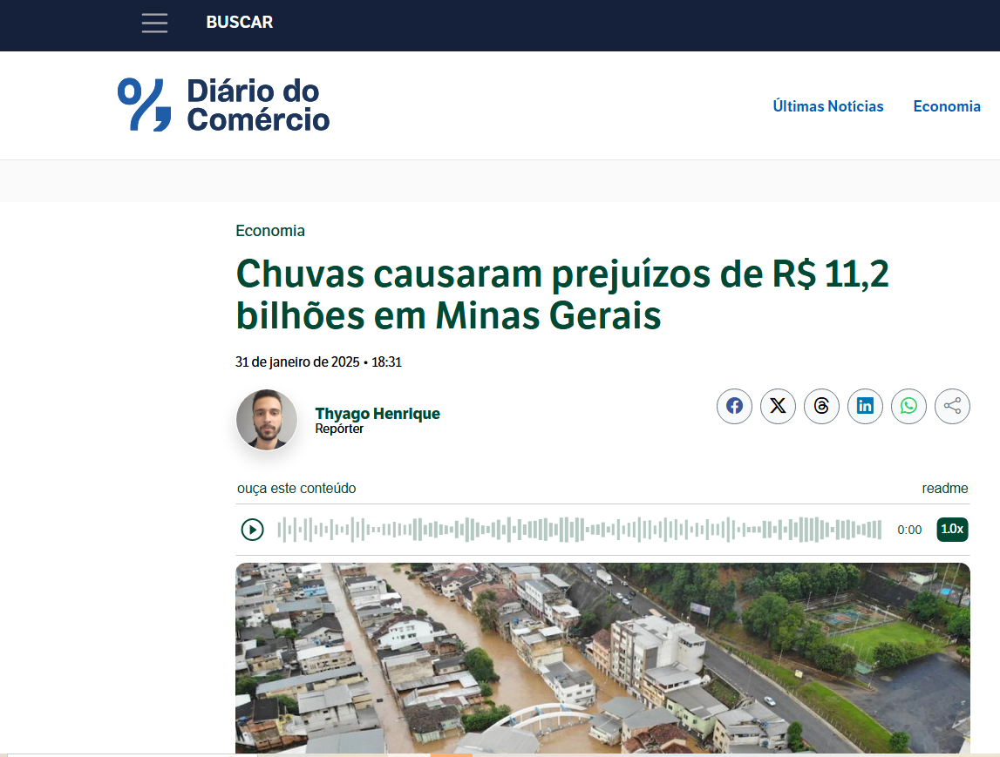 BUSCAR
Diário do
Comércio
Últimas Notícias
Economia
Economia
Chuvas causaram prejuízos de R$ 11,2
bilhões em Minas Gerais
31 de janeiro de 2025 • 18:31
Thyago Henrique
Repórter
ouça este conteúdo
readme
0:00
1.0x